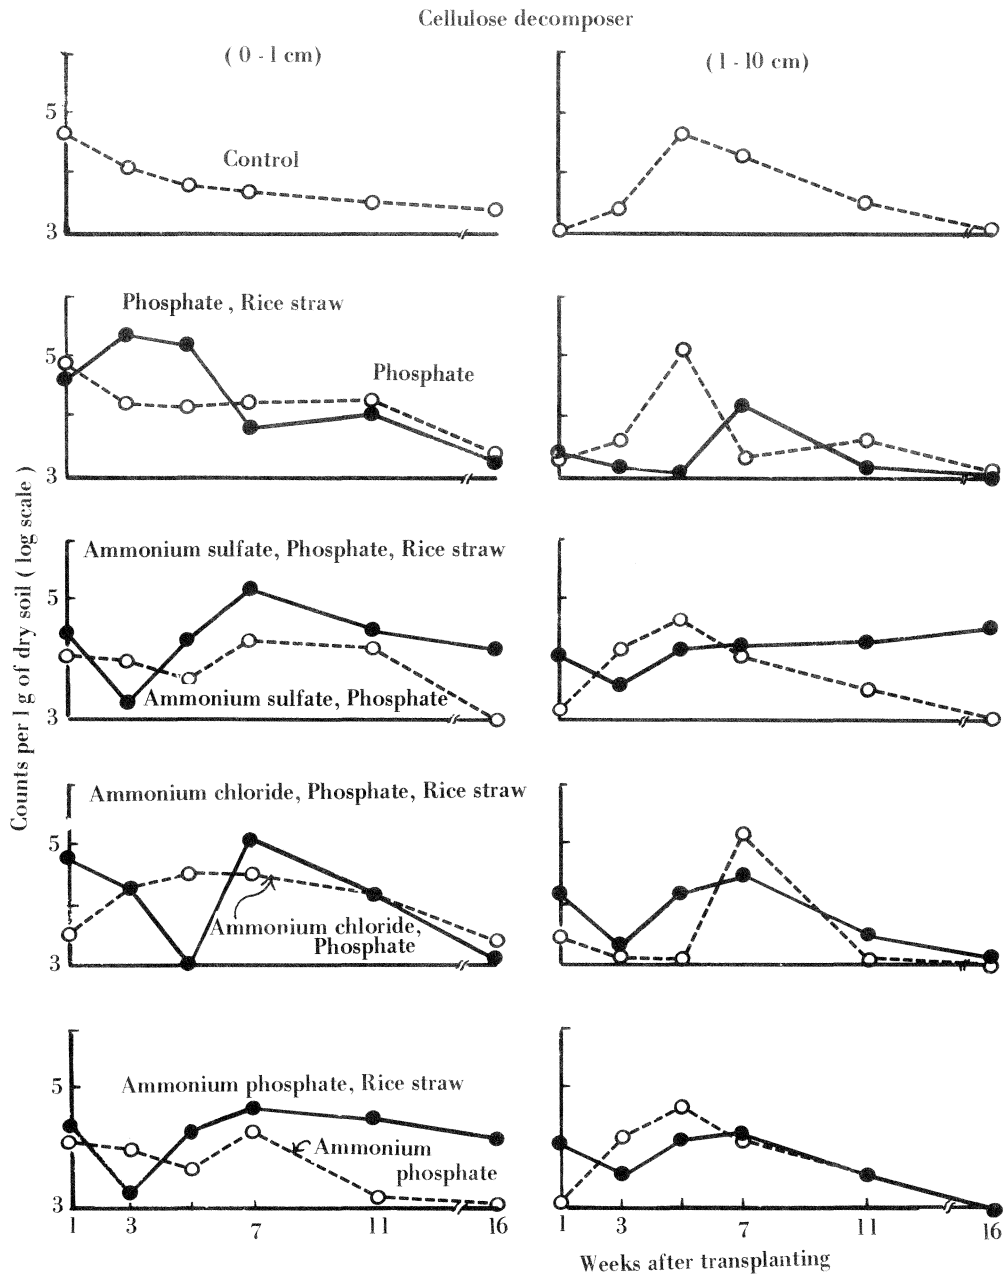 Cellulose decomposer
( 0 - 1 cm)
( 1 - 10 cm)
5
Control
3
Phosphate , Rice straw
5
Phosphate
3
Counts per 1 g of dry soil ( log scale )
Ammonium sulfate, Phosphate, Rice straw
5
Ammonium sulfate, Phosphate
3
Ammonium chloride, Phosphate, Rice straw
5
Ammonium chloride,
Phosphate
3
Ammonium phosphate, Rice straw
5
Ammonium
phosphate
3
1 3 7 11 16
1 3 7 11 16
Weeks after transplanting